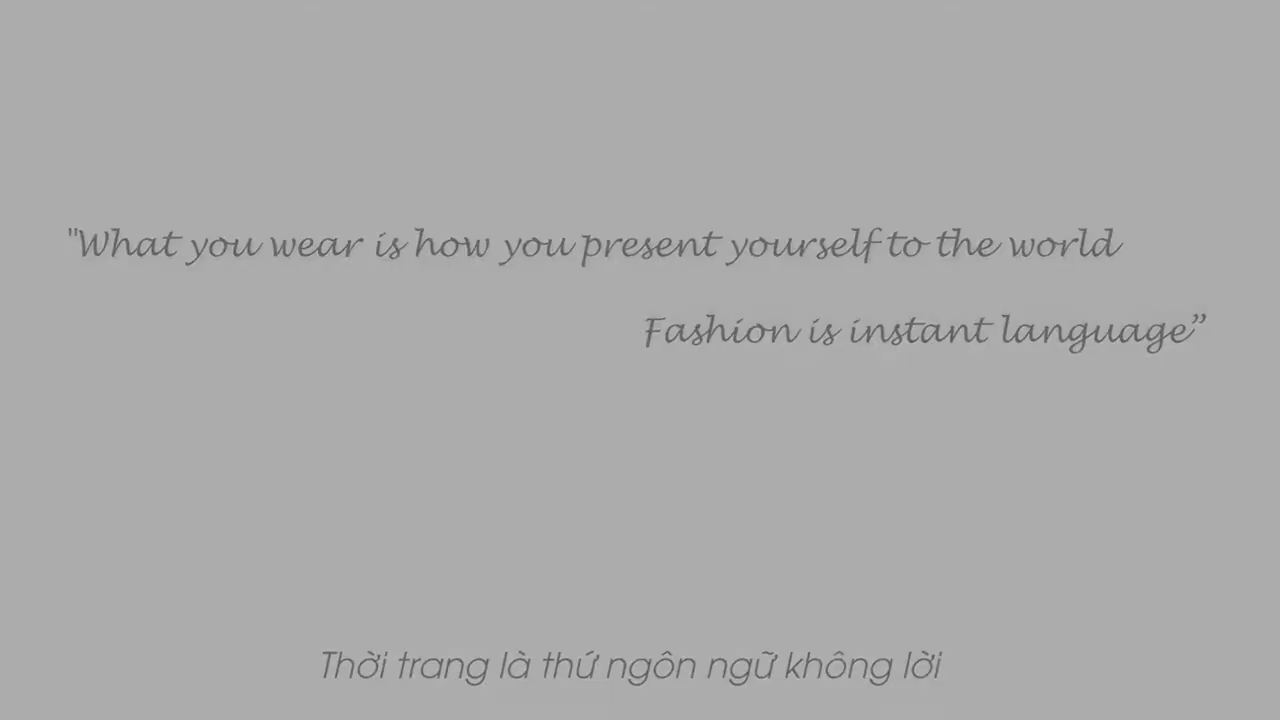 "What you wear is how you present yourself to the world
Fashion is instant language”
Thời trang là thứ ngôn ngữ không lời